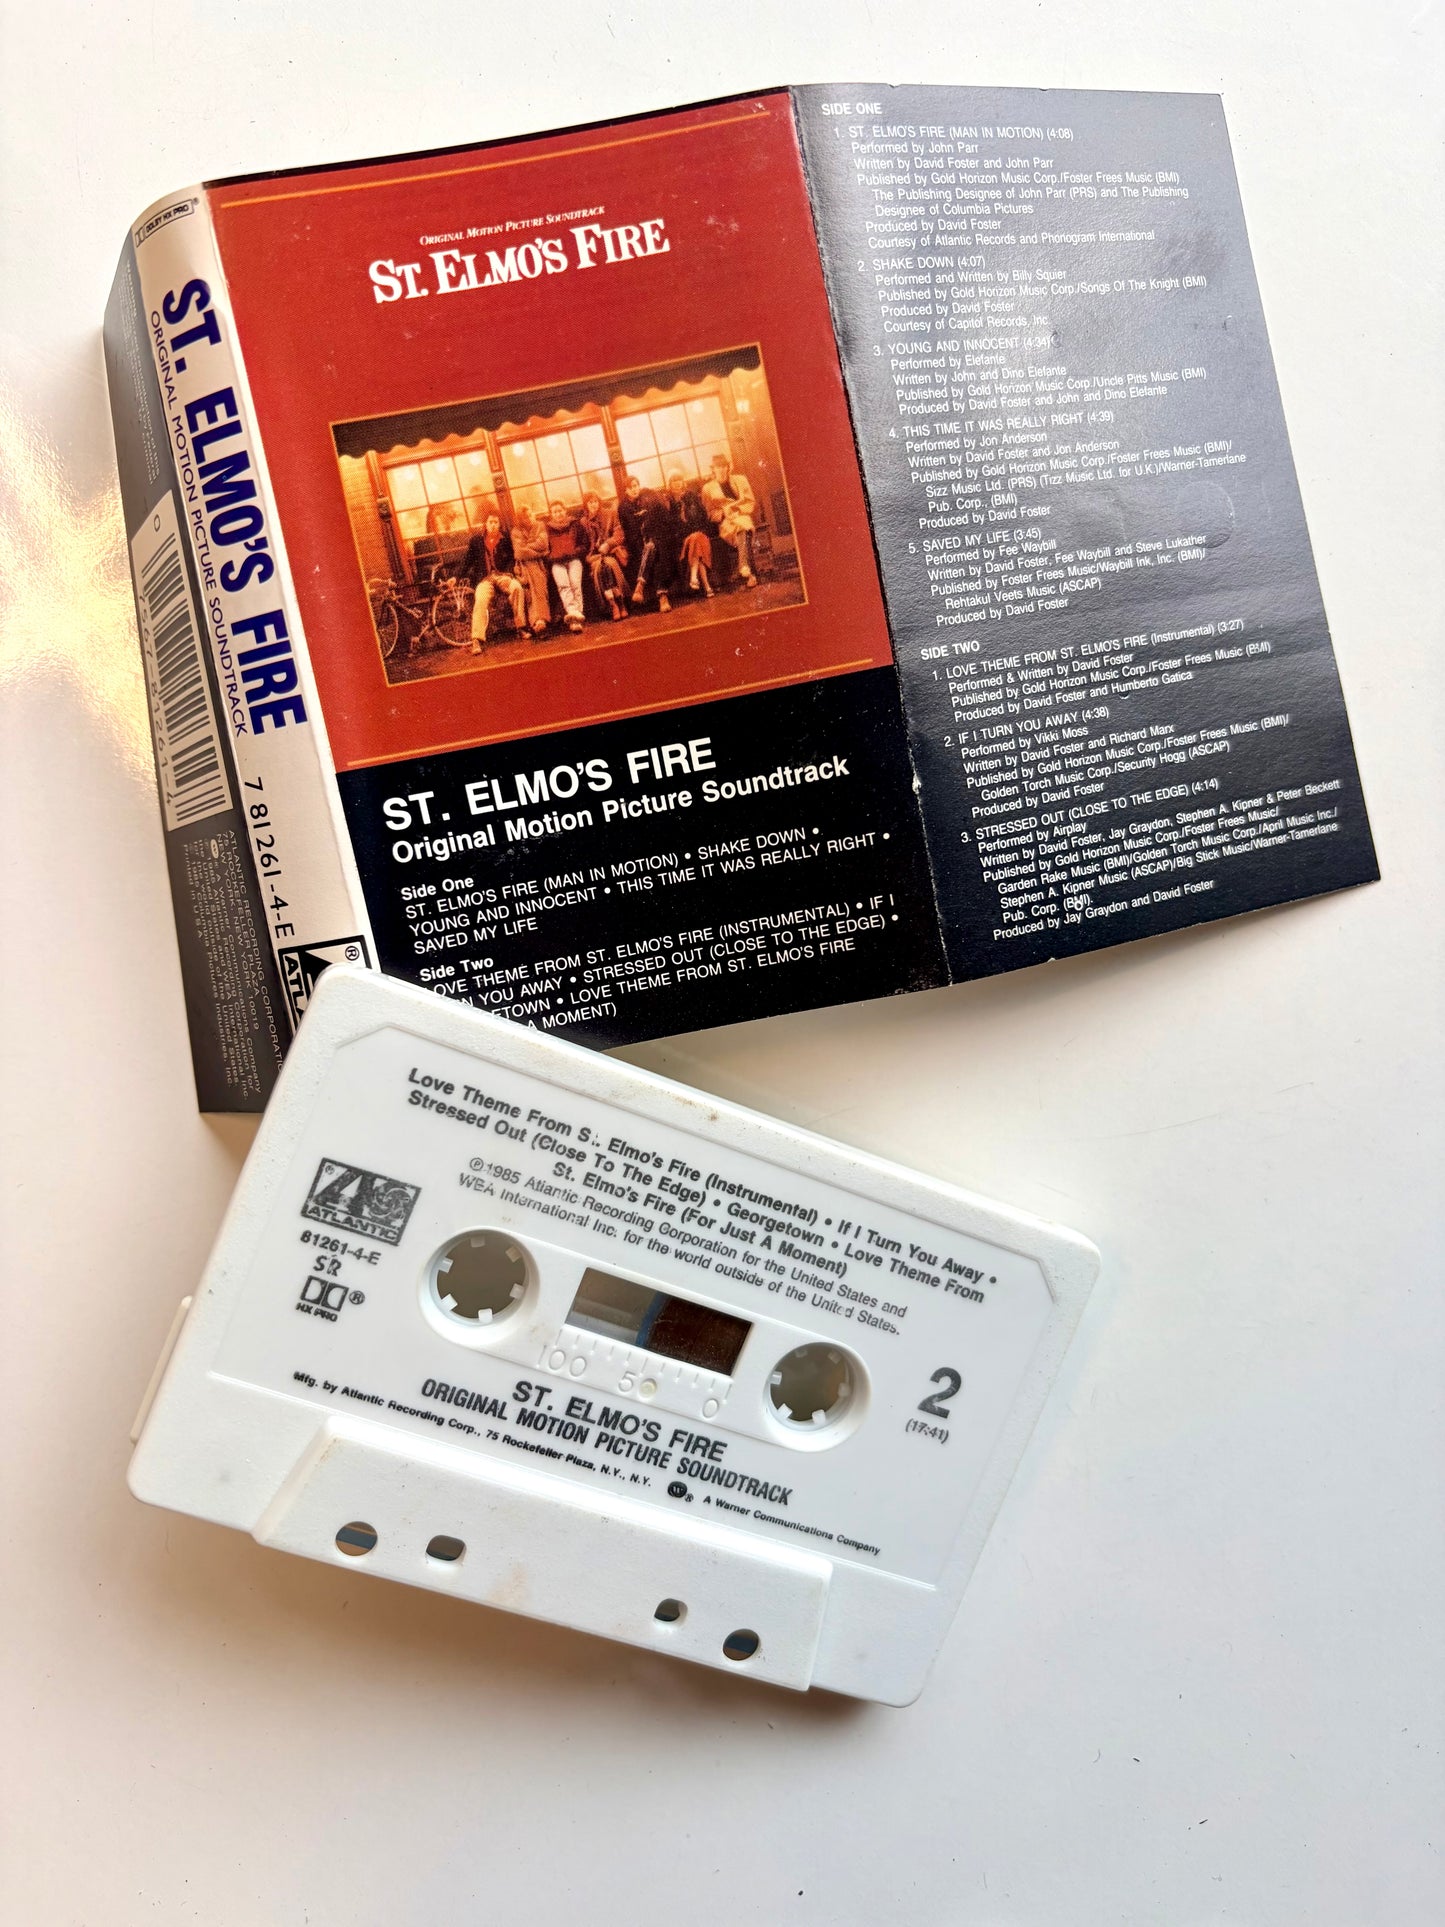 DOLBY HX PRO
ST. ELMO'S FIRE
ORIGINAL MOTION PICTURE SOUNDTRACK
7 81261-4-E
ATLANTIC RECORDING CORPORATION
75 ROCKEFELLER PLAZA
NEW YORK, NEW YORK 10019
A Warner Communications Company
ORIGINAL MOTION PICTURE SOUNDTRACK
ST. ELMO'S FIRE
ST. ELMO'S FIRE
Original Motion Picture Soundtrack
Side One
ST. ELMO'S FIRE (MAN IN MOTION) • SHAKE DOWN •
YOUNG AND INNOCENT • THIS TIME IT WAS REALLY RIGHT •
SAVED MY LIFE
Side Two
LOVE THEME FROM ST. ELMO'S FIRE (INSTRUMENTAL) • IF I
N YOU AWAY • STRESSED OUT (CLOSE TO THE EDGE) •
ETOWN • LOVE THEME FROM ST. ELMO'S FIRE
A MOMENT)
SIDE ONE
1. ST. ELMO'S FIRE (MAN IN MOTION) (4:08)
Performed by John Parr
Written by David Foster and John Parr
Published by Gold Horizon Music Corp./Foster Frees Music (BMI)
The Publishing Designee of John Parr (PRS) and The Publishing
Designee of Columbia Pictures
Produced by David Foster
Courtesy of Atlantic Records and Phonogram International
2. SHAKE DOWN (4:07)
Performed and Written by Billy Squier
Published by Gold Horizon Music Corp./Songs Of The Knight (BMI)
Produced by David Foster
Courtesy of Capitol Records, Inc.
3. YOUNG AND INNOCENT (4:34)
Performed by Elefante
Written by John and Dino Elefante
Published by Gold Horizon Music Corp./Uncle Pitts Music (BMI)
Produced by David Foster and John and Dino Elefante
4. THIS TIME IT WAS REALLY RIGHT (4:39)
Performed by Jon Anderson
Written by David Foster and Jon Anderson
Published by Gold Horizon Music Corp./Foster Frees Music (BMI)/
Sizz Music Ltd. (PRS) (Tizz Music Ltd. for U.K.)/Warner-Tamerlane
Pub. Corp., (BMI)
Produced by David Foster
5. SAVED MY LIFE (3:45)
Performed by Fee Waybill
Written by David Foster, Fee Waybill and Steve Lukather
Published by Foster Frees Music/Waybill Ink, Inc. (BMI)/
Rehtakul Veets Music (ASCAP)
Produced by David Foster
SIDE TWO
1. LOVE THEME FROM ST. ELMO'S FIRE (Instrumental) (3:27)
Performed & Written by David Foster
Published by Gold Horizon Music Corp./Foster Frees Music (BMI)
Produced by David Foster and Humberto Gatica
2. IF I TURN YOU AWAY (4:38)
Performed by Vikki Moss
Written by David Foster and Richard Marx
Published by Gold Horizon Music Corp./Foster Frees Music (BMI)/
Golden Torch Music Corp./Security Hogg (ASCAP)
Produced by David Foster
3. STRESSED OUT (CLOSE TO THE EDGE) (4:14)
Performed by Airplay
Written by David Foster, Jay Graydon, Stephen A. Kipner & Peter Beckett
Published by Gold Horizon Music Corp./Foster Frees Music/
Garden Rake Music (BMI)/Golden Torch Music Corp./April Music Inc./
Stephen A. Kipner Music (ASCAP)/Big Stick Music/Warner-Tamerlane
Pub. Corp. (BMI).
Produced by Jay Graydon and David Foster
Love Theme From St. Elmo's Fire (Instrumental) • If I Turn You Away •
Stressed Out (Close To The Edge) • Georgetown • Love Theme From
St. Elmo's Fire (For Just A Moment)
℗1985 Atlantic Recording Corporation for the United States and
WEA International Inc. for the world outside of the United States.
ATLANTIC
81261-4-E
SR
HX PRO
100 50 0
2
(17:41)
ST. ELMO'S FIRE
ORIGINAL MOTION PICTURE SOUNDTRACK
Mfg. by Atlantic Recording Corp., 75 Rockefeller Plaza, N.Y., N.Y. A Warner Communications Company